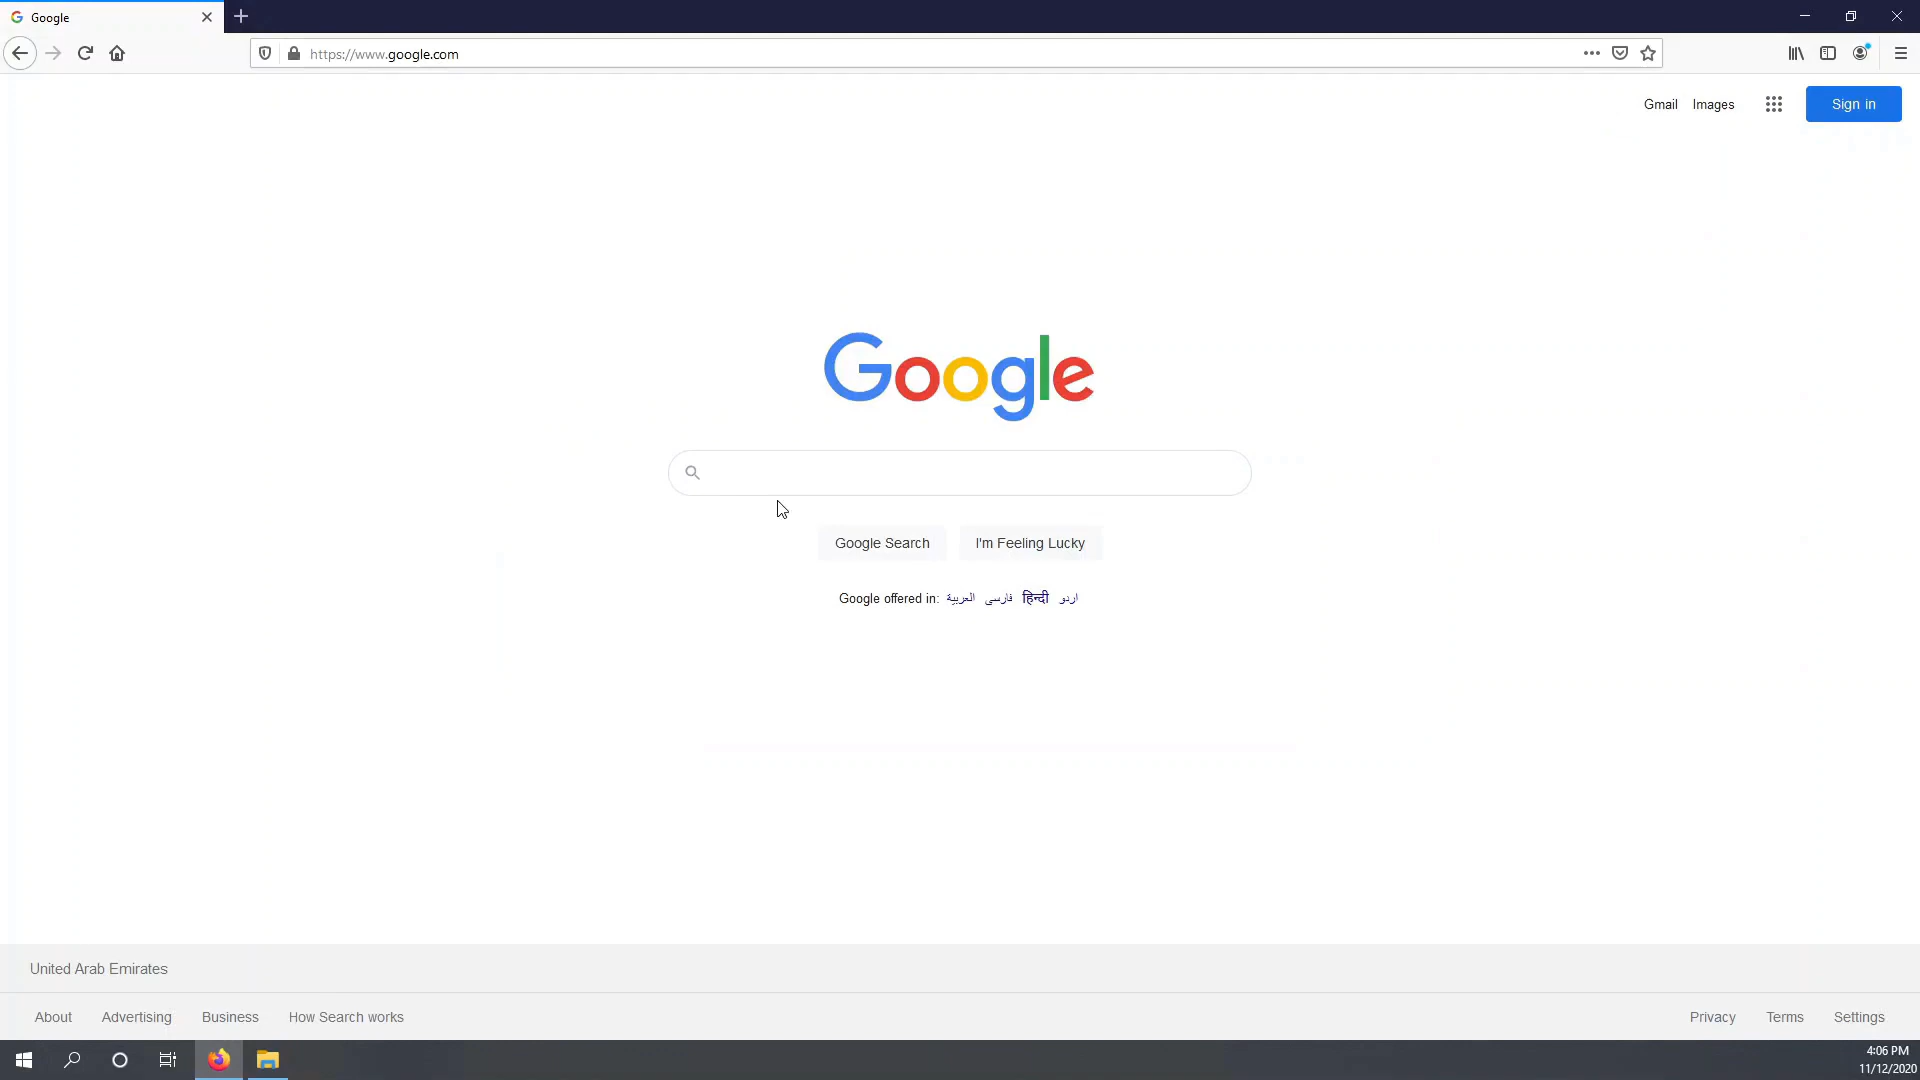 Google
https://www.google.com
Gmail Images Sign in
Google
Google Search I'm Feeling Lucky
Google offered in: العربية فارسی हिन्दी اردو
United Arab Emirates
About Advertising Business How Search works Privacy Terms Settings
4:06 PM
11/12/2020